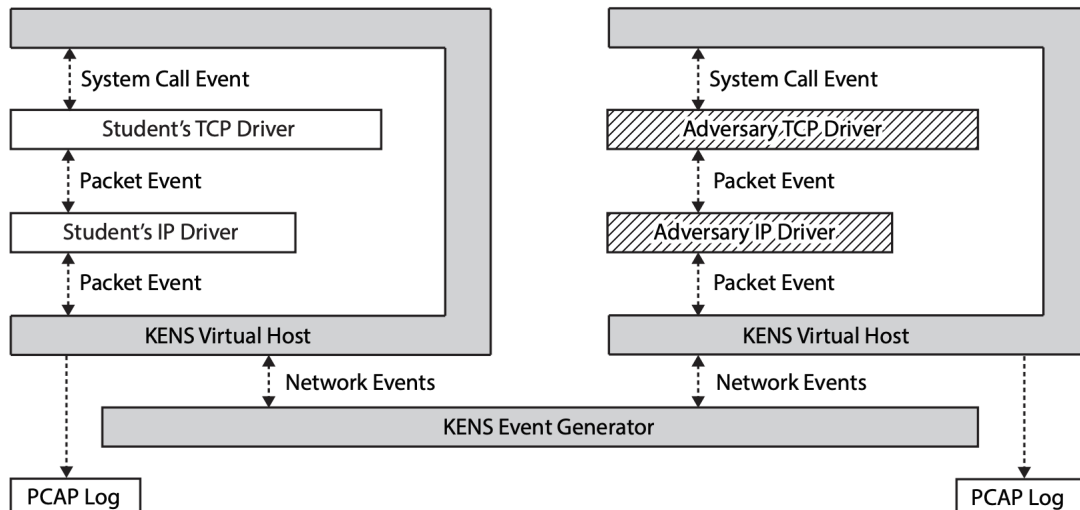 System Call Event
System Call Event
Student's TCP Driver
Adversary TCP Driver
Packet Event
Packet Event
Student's IP Driver
Adversary IP Driver
Packet Event
Packet Event
KENS Virtual Host
KENS Virtual Host
Network Events
Network Events
KENS Event Generator
PCAP Log
PCAP Log